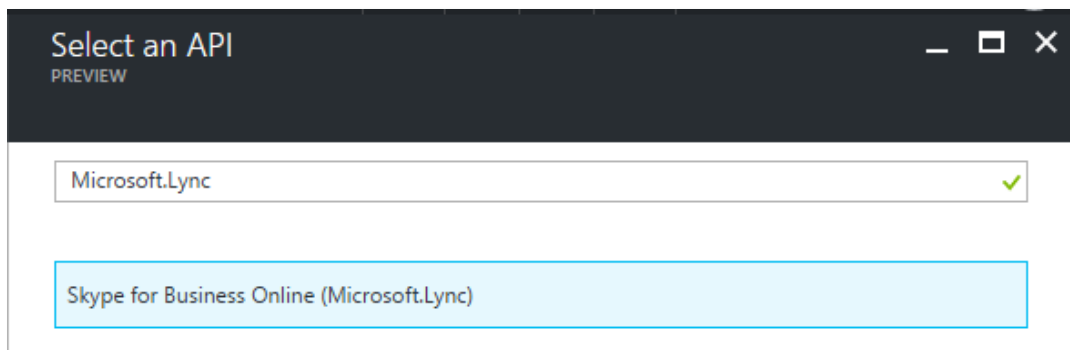 Select an API
PREVIEW
Microsoft.Lync
Skype for Business Online (Microsoft.Lync)